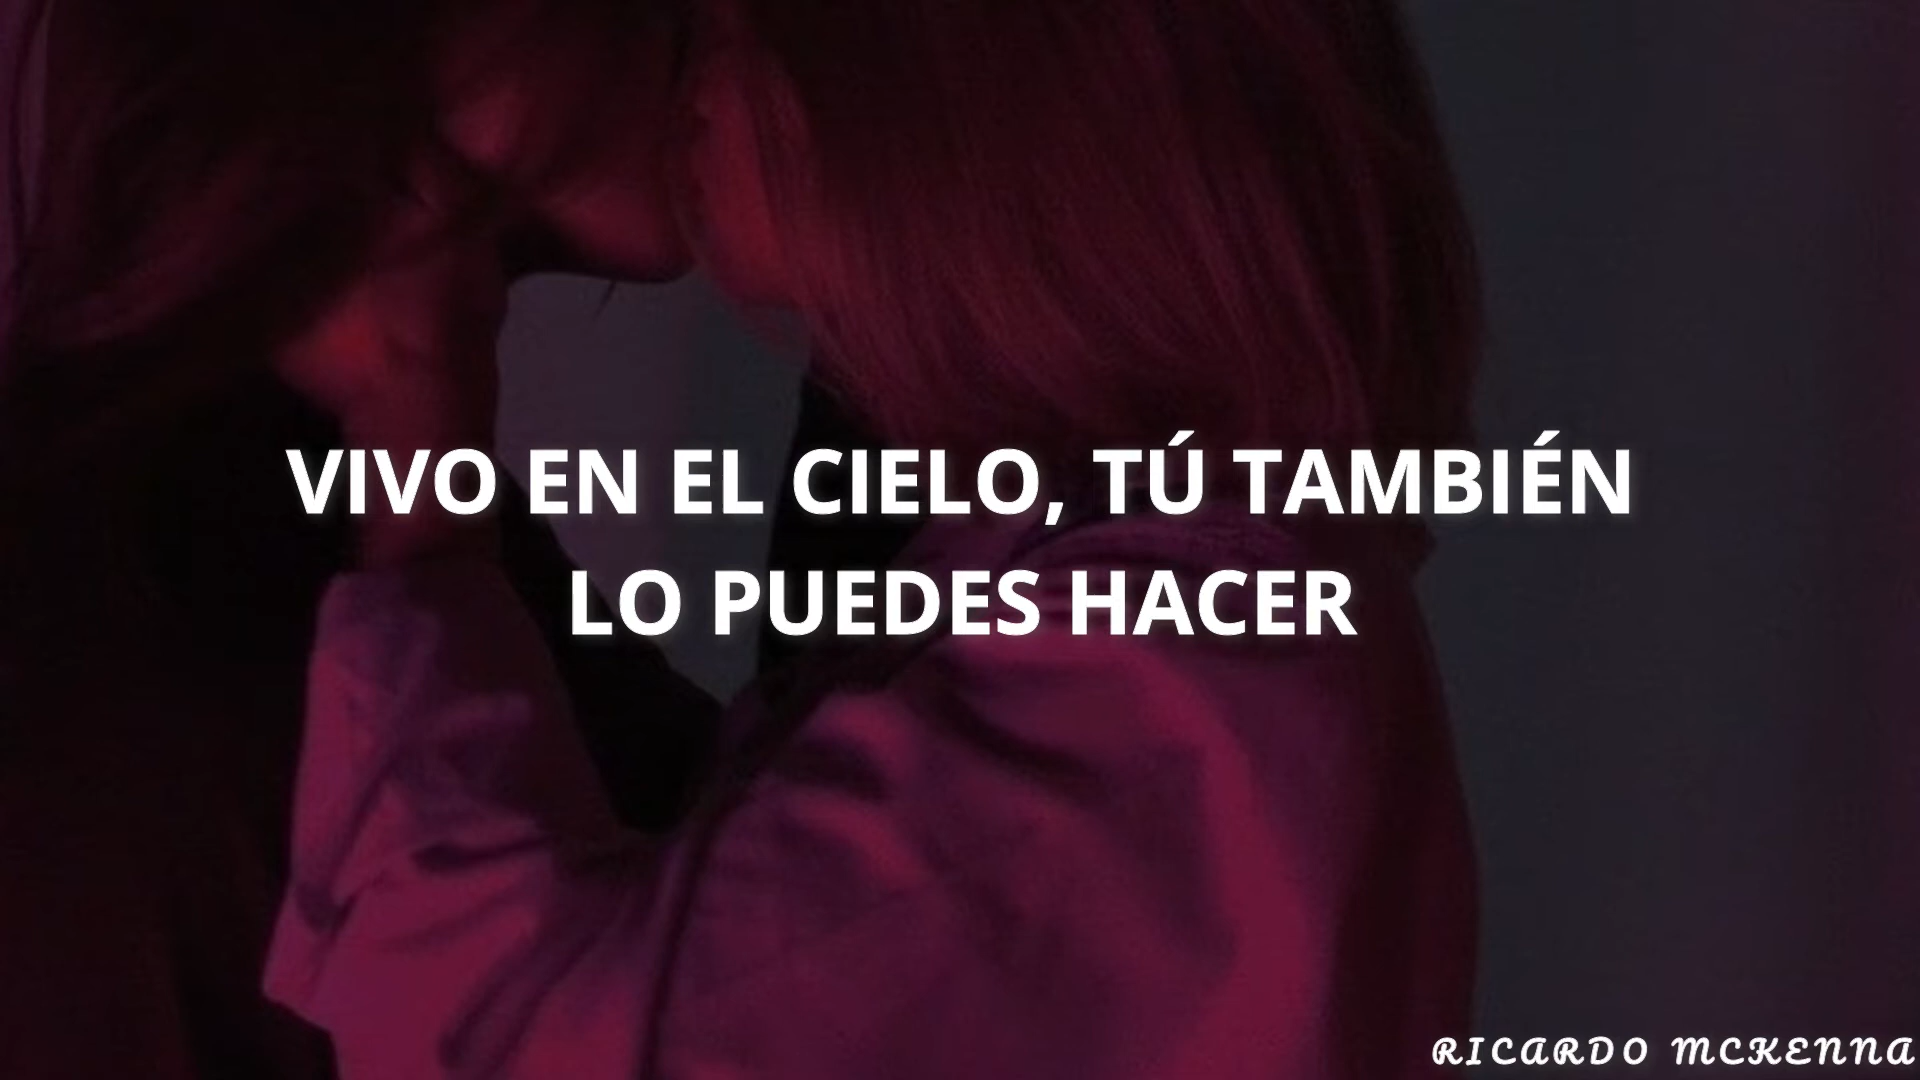 VIVO EN EL CIELO, TÚ TAMBIÉN
LO PUEDES HACER
RICARDO MCKENNA